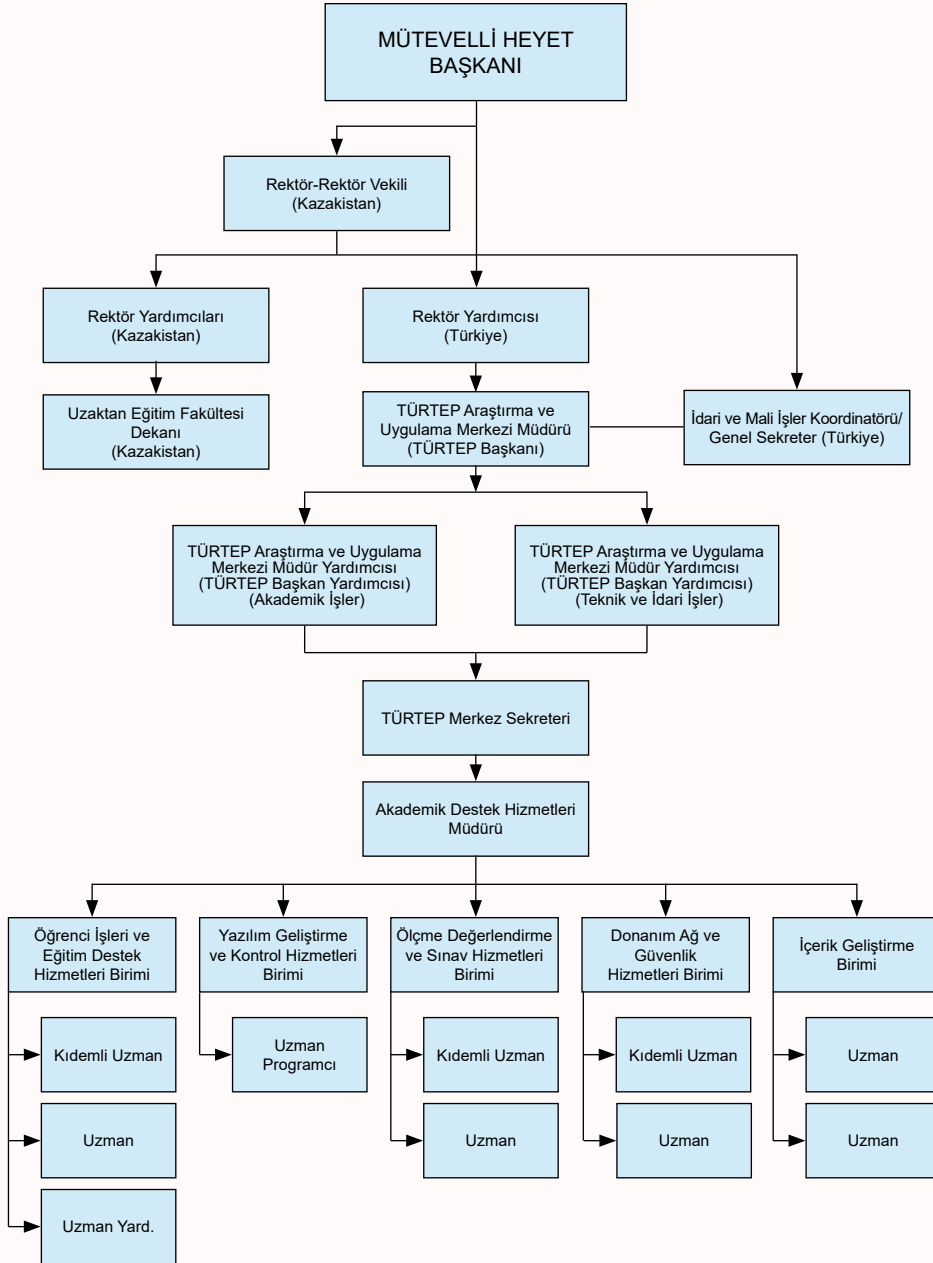 MÜTEVELLİ HEYET
BAŞKANI
Rektör-Rektör Vekili
(Kazakistan)
Rektör Yardımcıları
(Kazakistan)
Rektör Yardımcısı
(Türkiye)
Uzaktan Eğitim Fakültesi
Dekanı
(Kazakistan)
TÜRTEP Araştırma ve
Uygulama Merkezi Müdürü
(TÜRTEP Başkanı)
İdari ve Mali İşler Koordinatörü/
Genel Sekreter (Türkiye)
TÜRTEP Araştırma ve Uygulama
Merkezi Müdür Yardımcısı
(TÜRTEP Başkan Yardımcısı)
(Akademik İşler)
TÜRTEP Araştırma ve Uygulama
Merkezi Müdür Yardımcısı
(TÜRTEP Başkan Yardımcısı)
(Teknik ve İdari İşler)
TÜRTEP Merkez Sekreteri
Akademik Destek Hizmetleri
Müdürü
Öğrenci İşleri ve
Eğitim Destek
Hizmetleri Birimi
Yazılım Geliştirme
ve Kontrol Hizmetleri
Birimi
Ölçme Değerlendirme
ve Sınav Hizmetleri
Birimi
Donanım Ağ ve
Güvenlik
Hizmetleri Birimi
İçerik Geliştirme
Birimi
Kıdemli Uzman
Uzman
Programcı
Kıdemli Uzman
Kıdemli Uzman
Uzman
Uzman
Uzman
Uzman
Uzman
Uzman Yard.